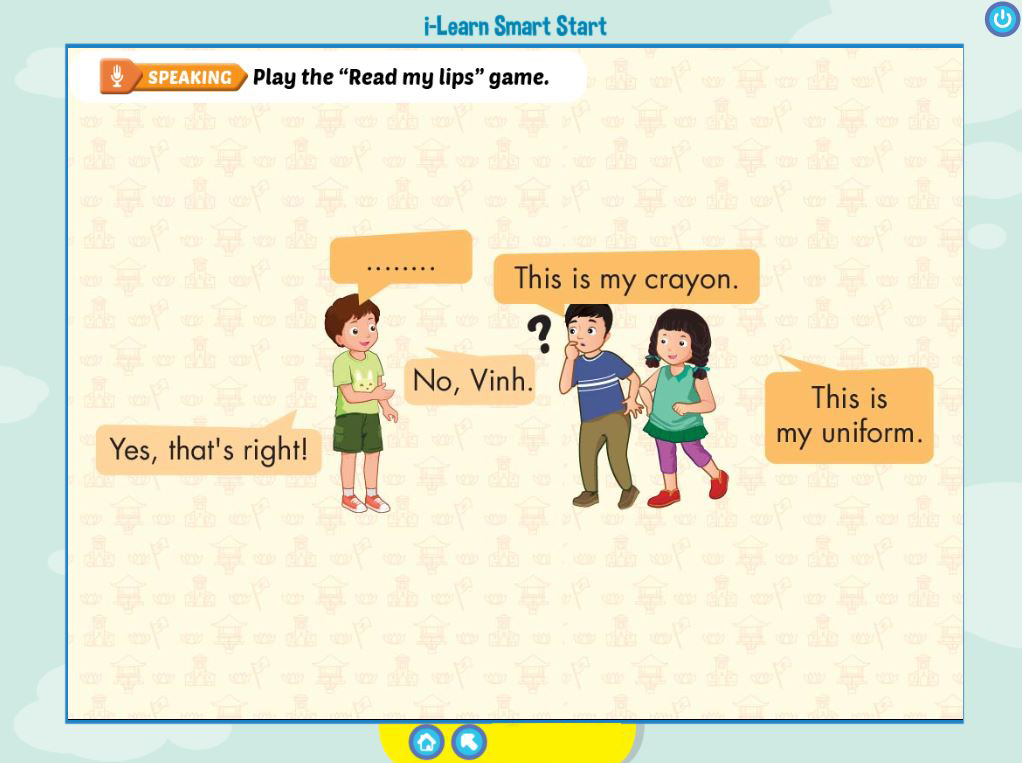 i-Learn Smart Start
SPEAKING Play the “Read my lips” game.
........
This is my crayon.
?
No, Vinh.
This is
my uniform.
Yes, that's right!